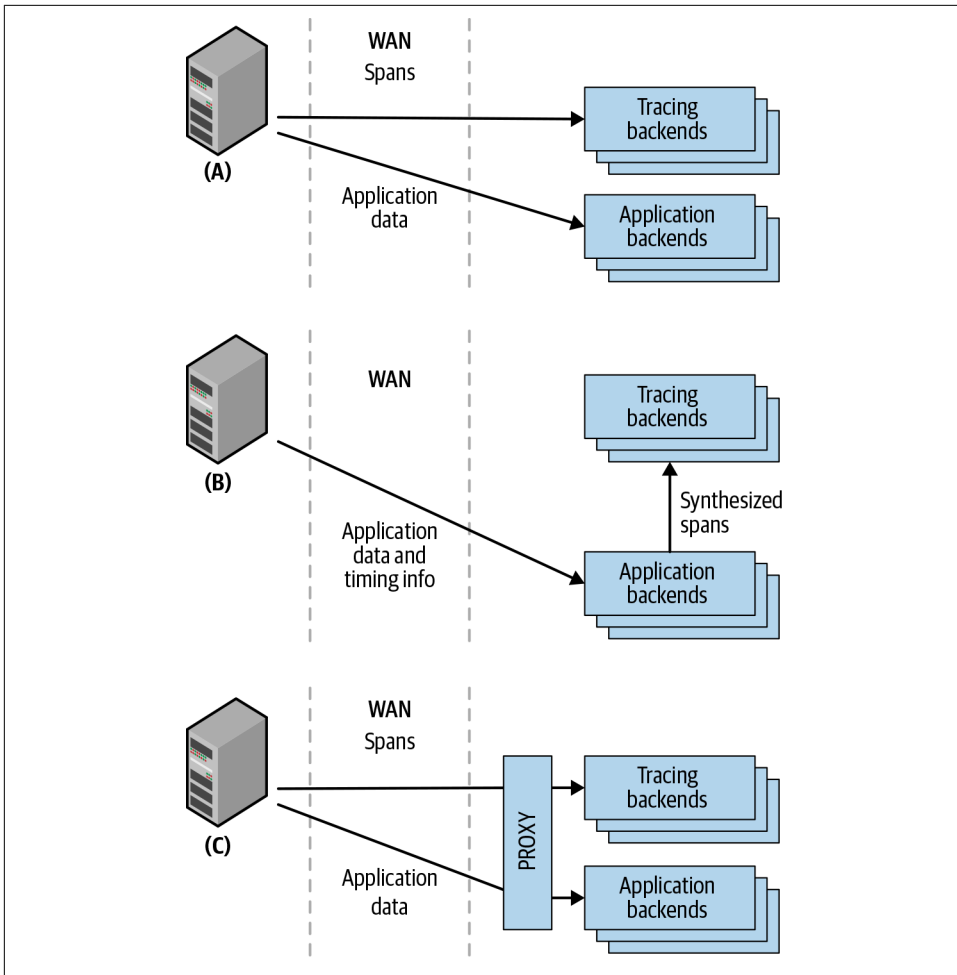 WAN
Spans
Tracing
backends
(A)
Application
data
Application
backends
WAN
Tracing
backends
(B)
Synthesized
spans
Application
data and
timing info
Application
backends
WAN
Spans
Tracing
backends
PROXY
(C)
Application
data
Application
backends